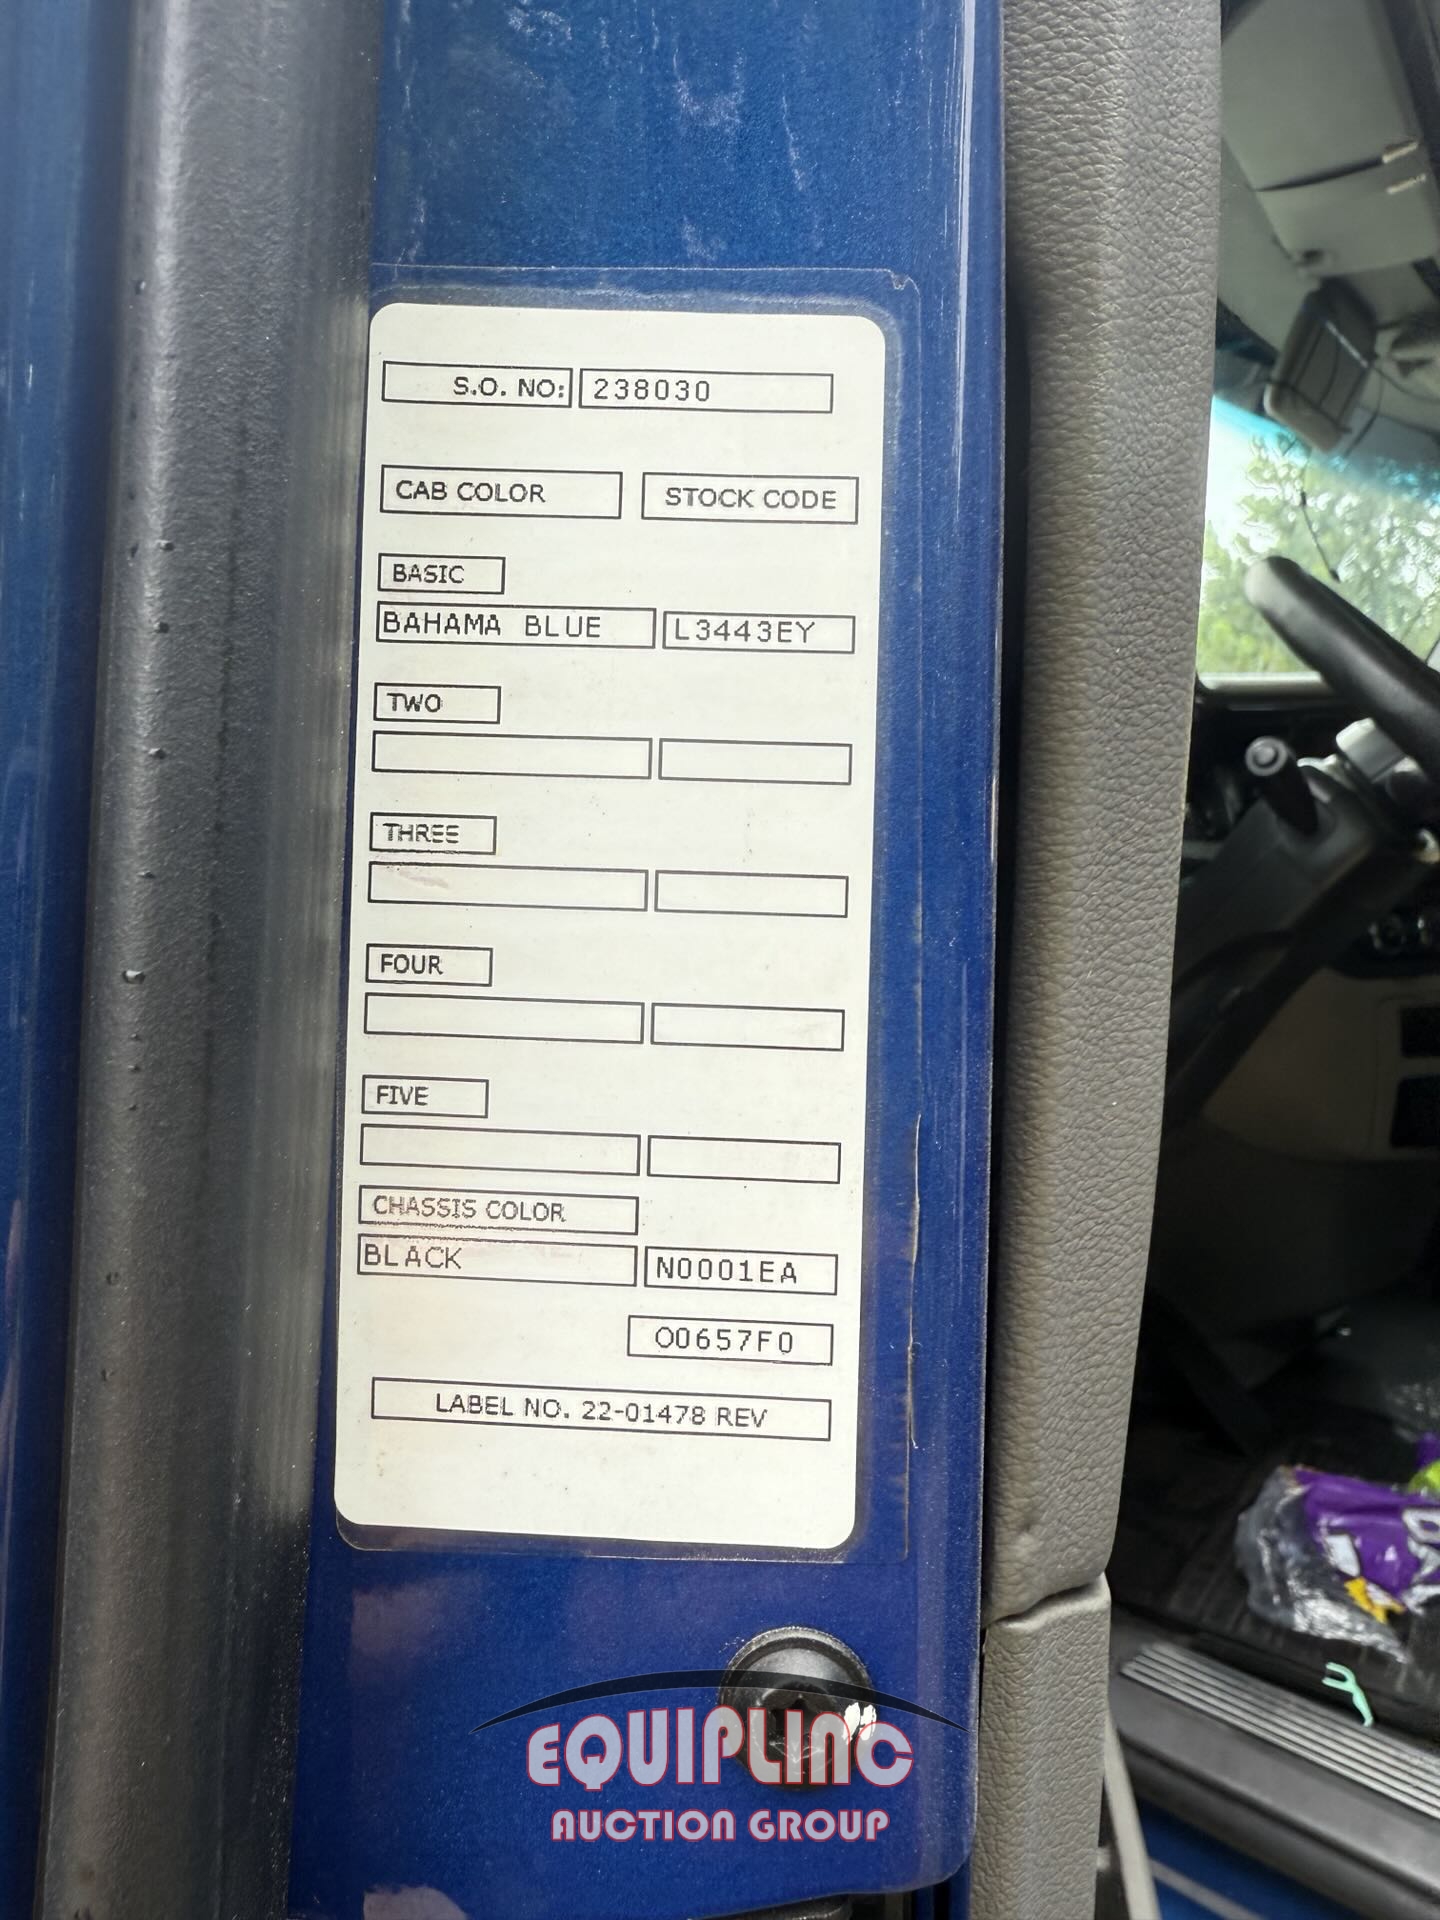 S.O. NO: 238030
CAB COLOR STOCK CODE
BASIC
BAHAMA BLUE L3443EY
TWO
THREE
FOUR
FIVE
CHASSIS COLOR
BLACK N0001EA
O0657F0
LABEL NO. 22-01478 REV
EQUIPLINC
AUCTION GROUP